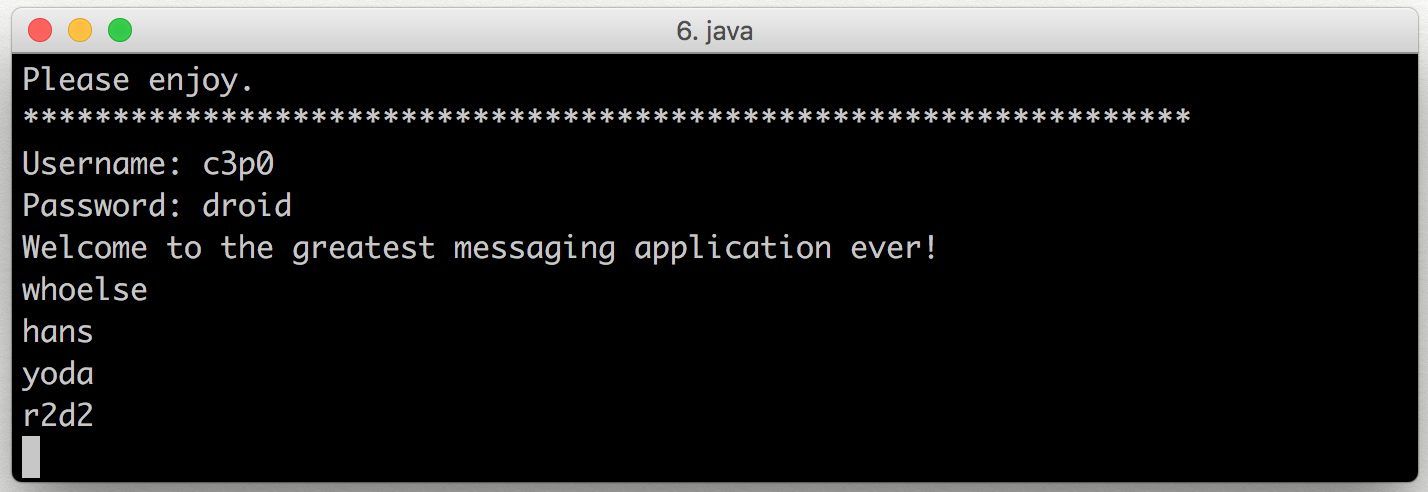 6. java
Please enjoy.
*****************************************************************
Username: c3p0
Password: droid
Welcome to the greatest messaging application ever!
whoelse
hans
yoda
r2d2